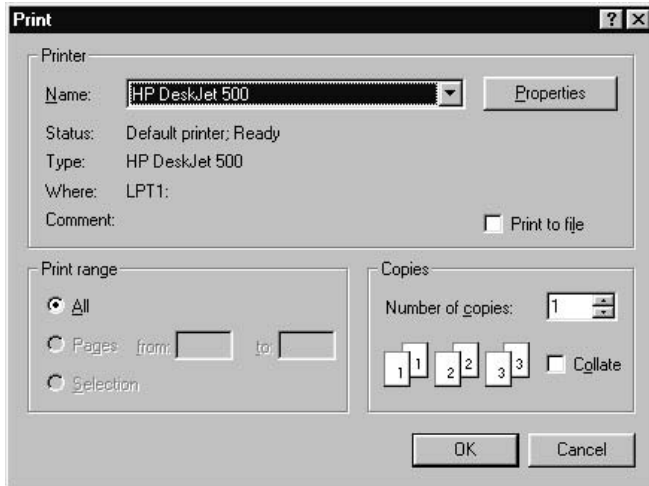 Print
Printer
Name: HP DeskJet 500 Properties
Status: Default printer; Ready
Type: HP DeskJet 500
Where: LPT1:
Comment:
Print to file
Print range
All
Pages from: to:
Selection
Copies
Number of copies: 1
1 1 2 2 3 3 Collate
OK Cancel